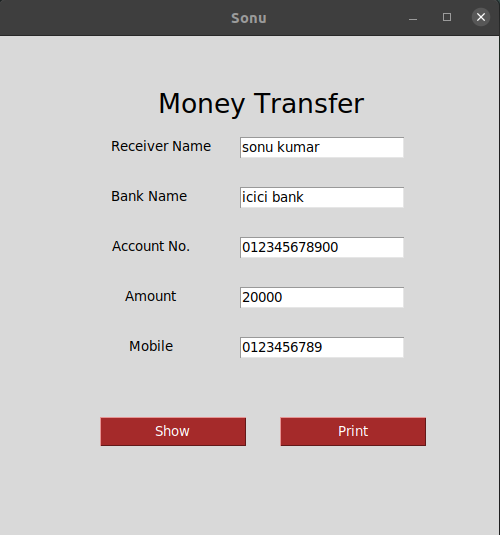 Sonu
Money Transfer
Receiver Name sonu kumar
Bank Name icici bank
Account No. 012345678900
Amount 20000
Mobile 0123456789
Show Print